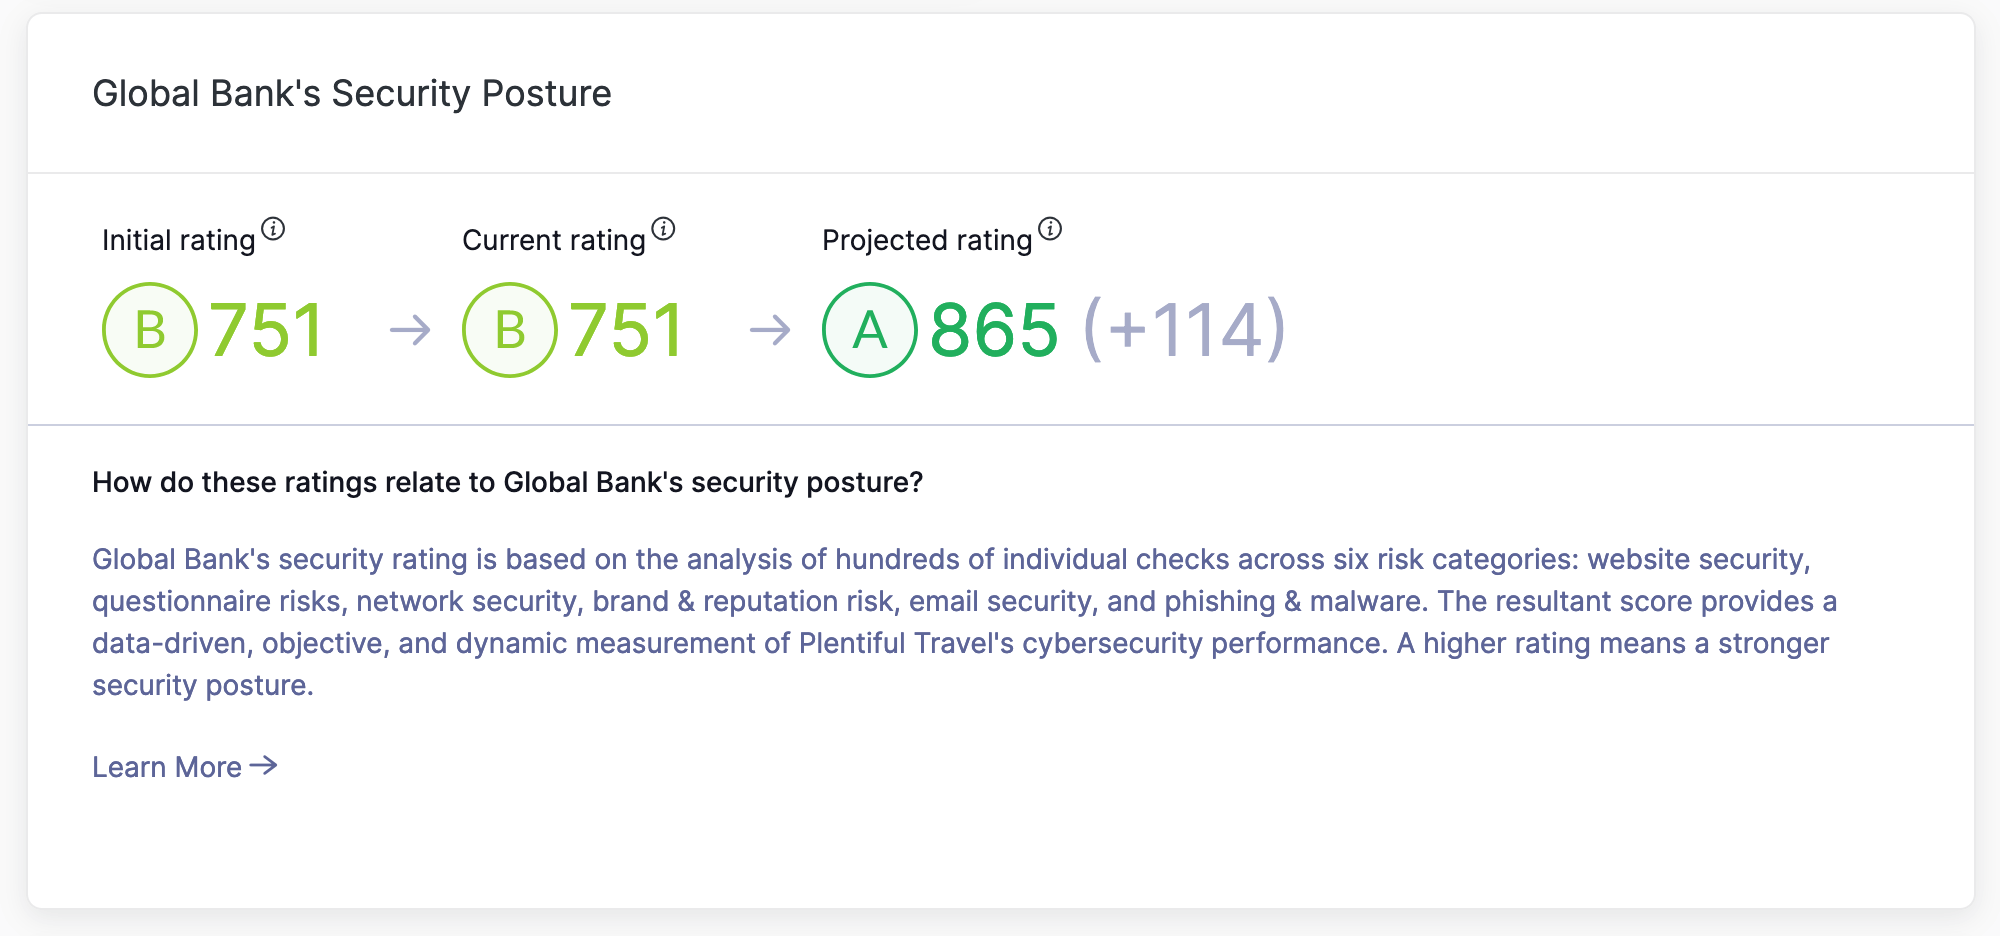 Global Bank's Security Posture
Initial rating
Current rating
Projected rating
B 751
B 751
A 865 (+114)
How do these ratings relate to Global Bank's security posture?
Global Bank's security rating is based on the analysis of hundreds of individual checks across six risk categories: website security,
questionnaire risks, network security, brand & reputation risk, email security, and phishing & malware. The resultant score provides a
data-driven, objective, and dynamic measurement of Plentiful Travel's cybersecurity performance. A higher rating means a stronger
security posture.
Learn More